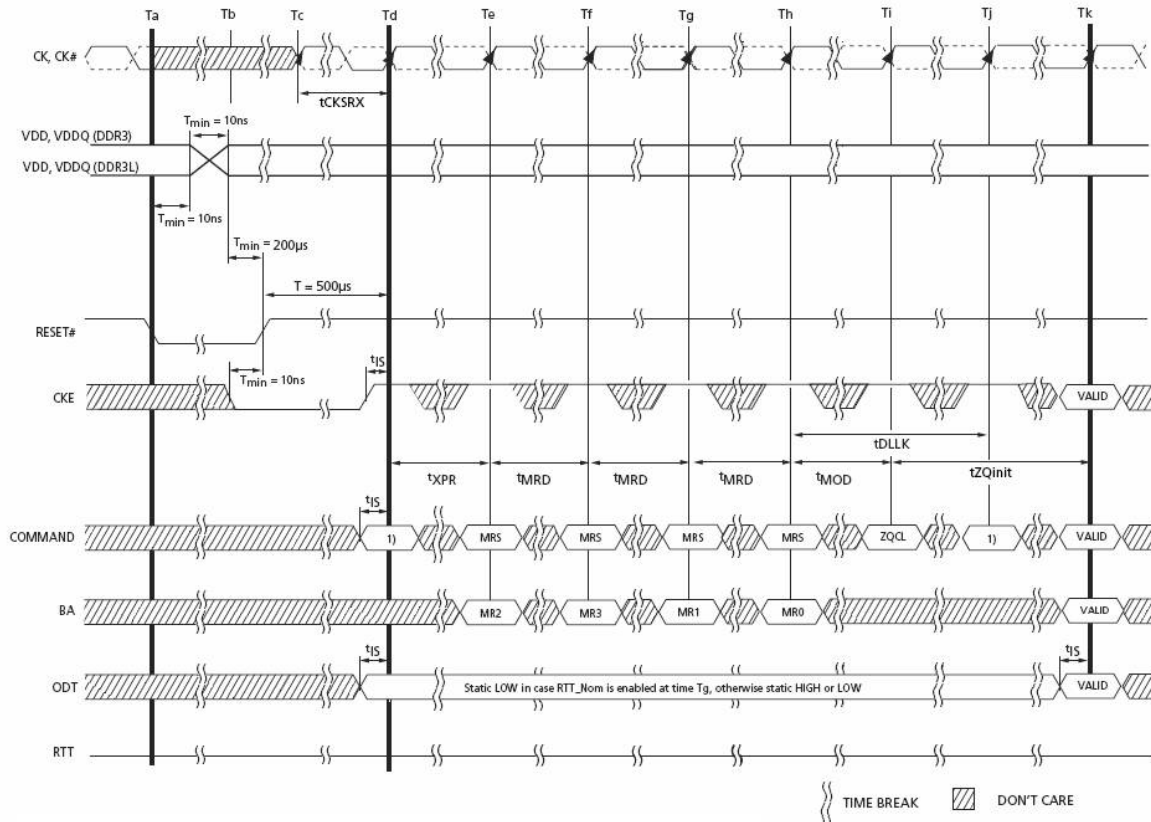 Ta Tb Tc Td Te Tf Tg Th Ti Tj Tk
CK, CK#
tCKSRX
Tmin = 10ns
VDD, VDDQ (DDR3)
VDD, VDDQ (DDR3L)
Tmin = 10ns
Tmin = 200μs
T = 500μs
RESET#
tIS
Tmin = 10ns
CKE
VALID
tDLLK
tXPR tMRD tMRD tMRD tMOD tZQinit
tIS
COMMAND 1) MRS MRS MRS MRS ZQCL 1) VALID
BA MR2 MR3 MR1 MR0 VALID
tIS tIS
ODT Static LOW in case RTT_Nom is enabled at time Tg, otherwise static HIGH or LOW VALID
RTT
TIME BREAK DON'T CARE